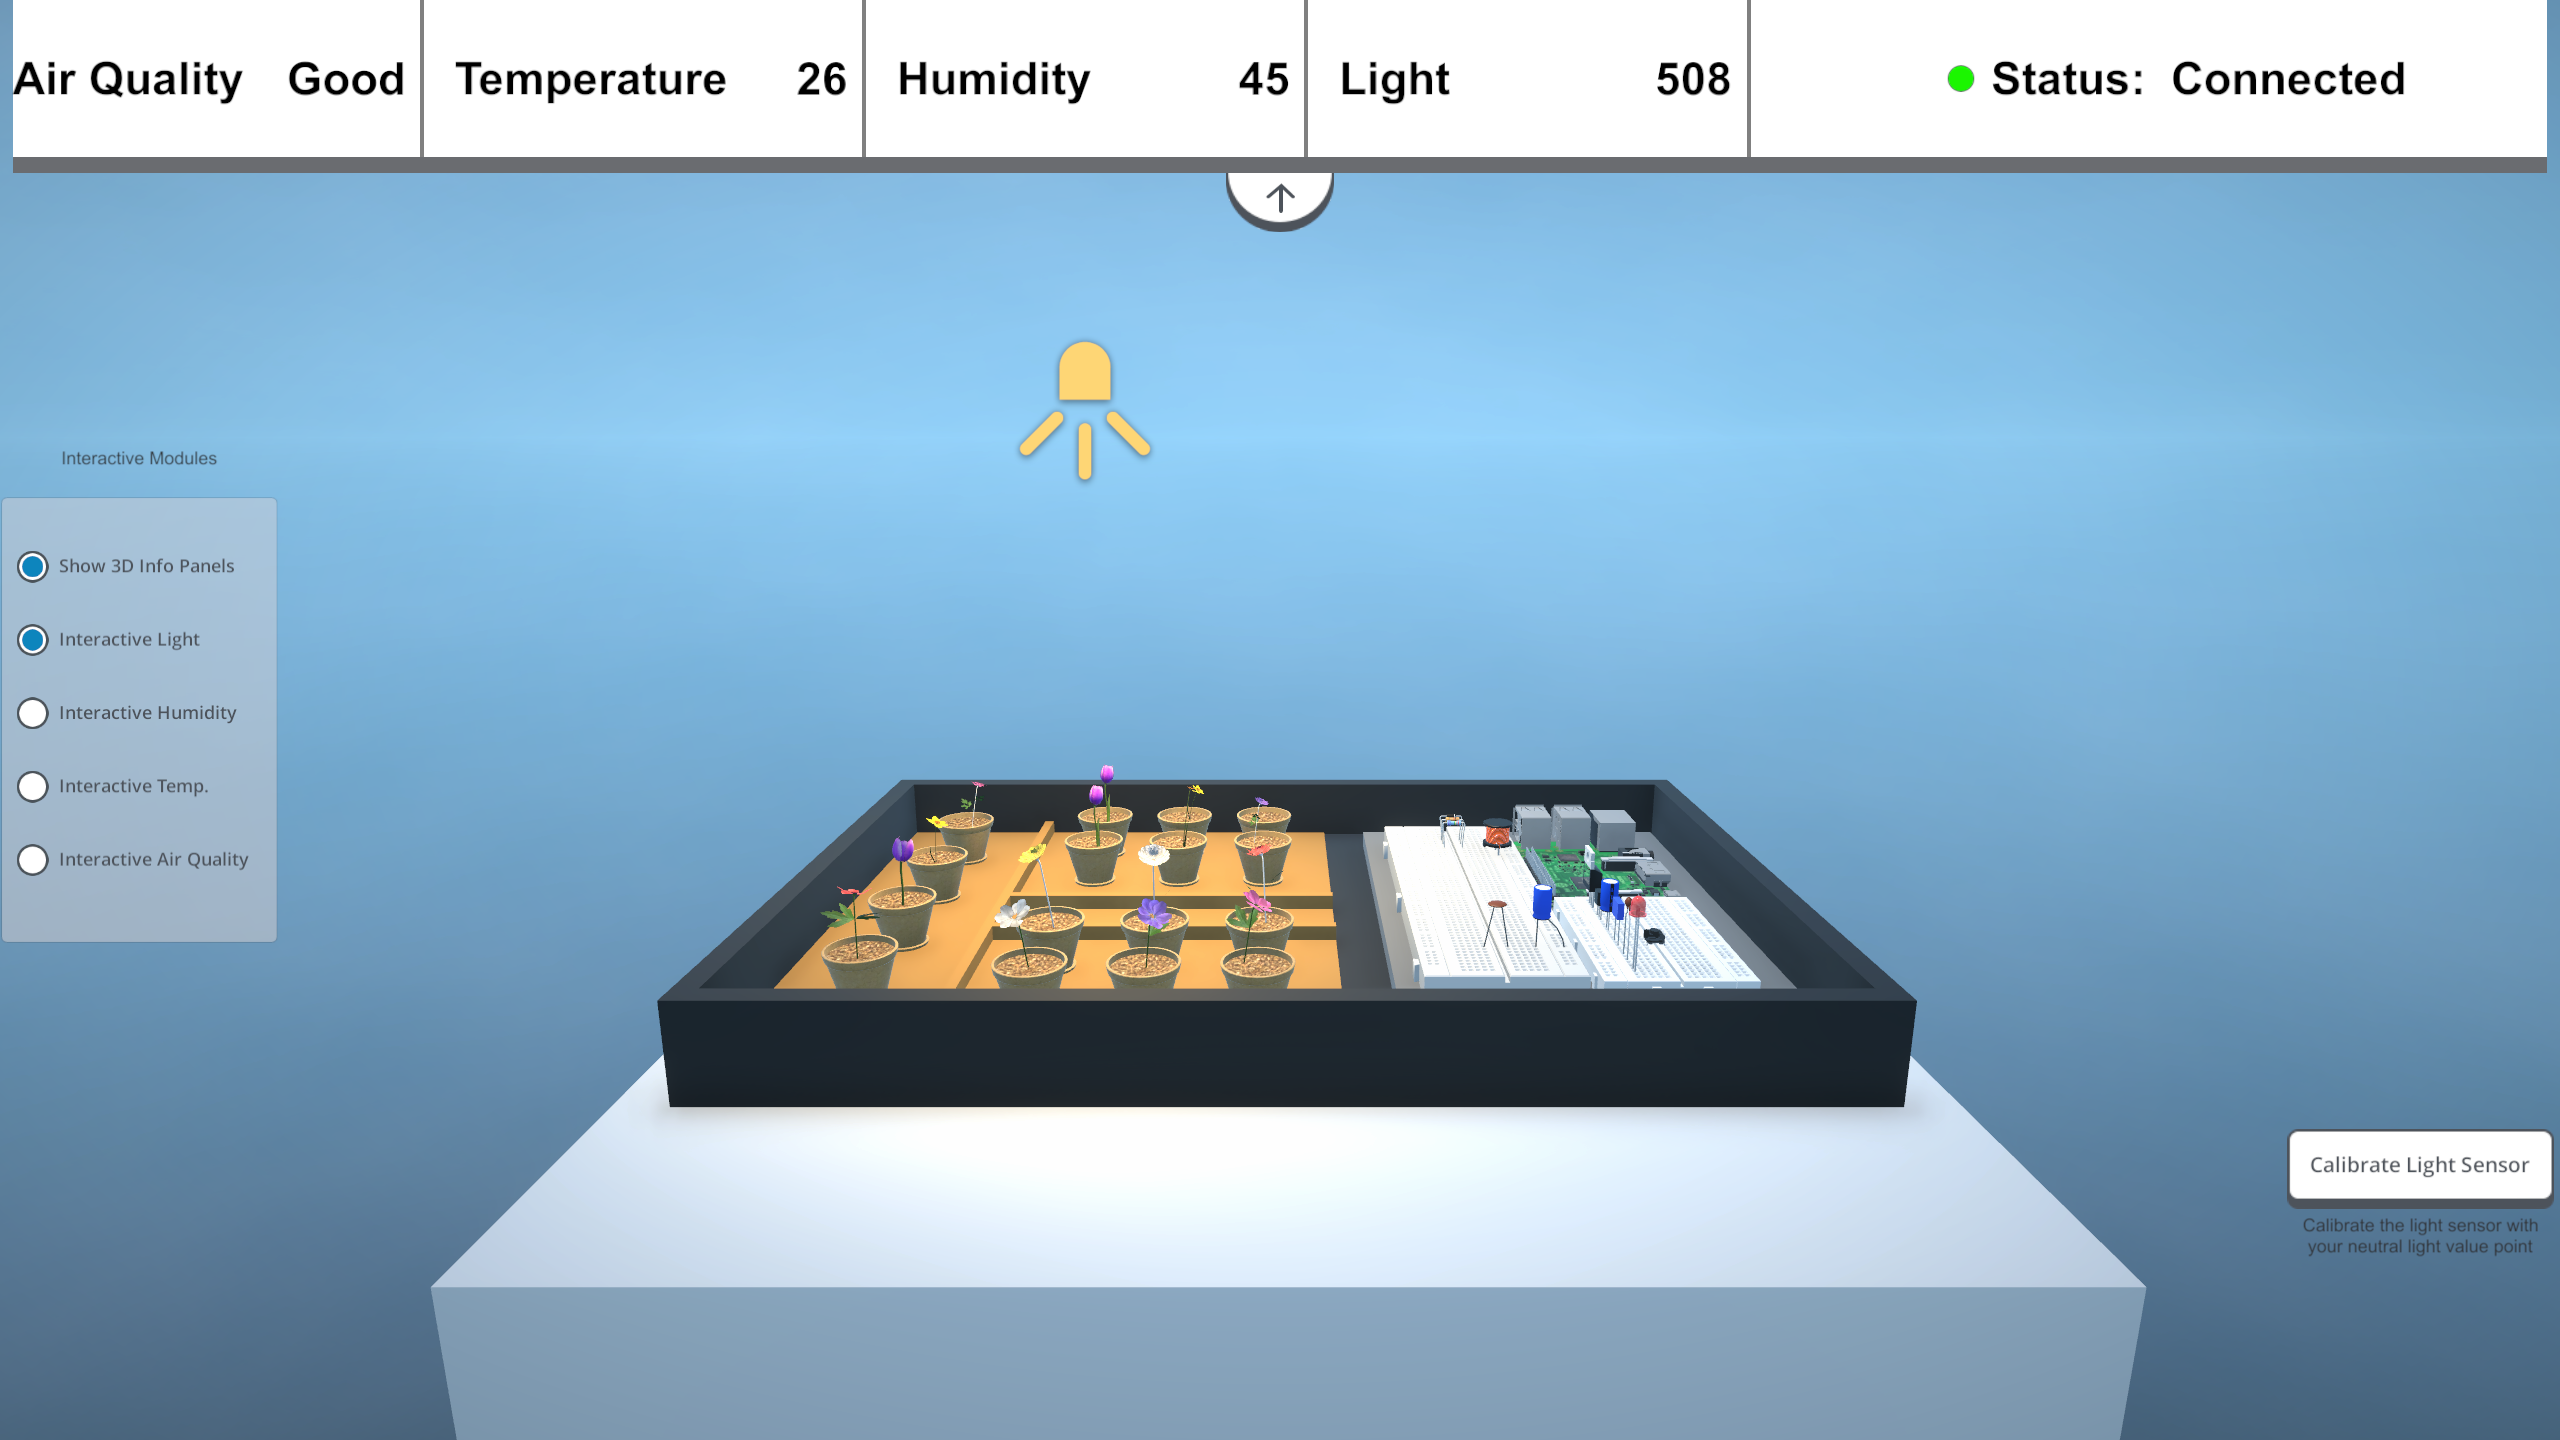 Air Quality Good Temperature 26 Humidity 45 Light 508 Status: Connected
Interactive Modules
Show 3D Info Panels
Interactive Light
Interactive Humidity
Interactive Temp.
Interactive Air Quality
Calibrate Light Sensor
Calibrate the light sensor with
your neutral light value point